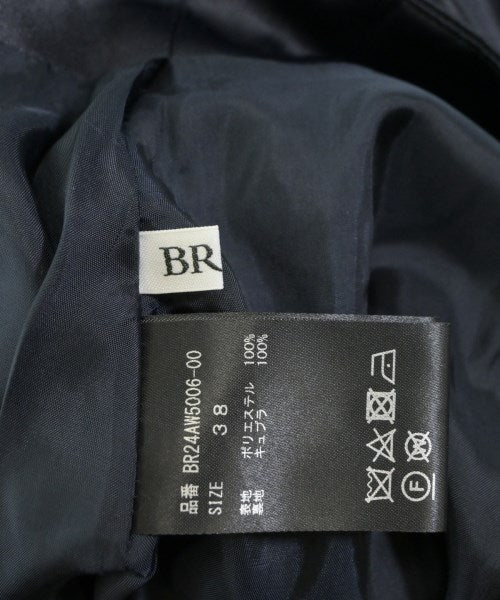 BR
品番 BR24AW5006-00
SIZE 38
表地 ポリエステル 100%
裏地 キュプラ 100%
F